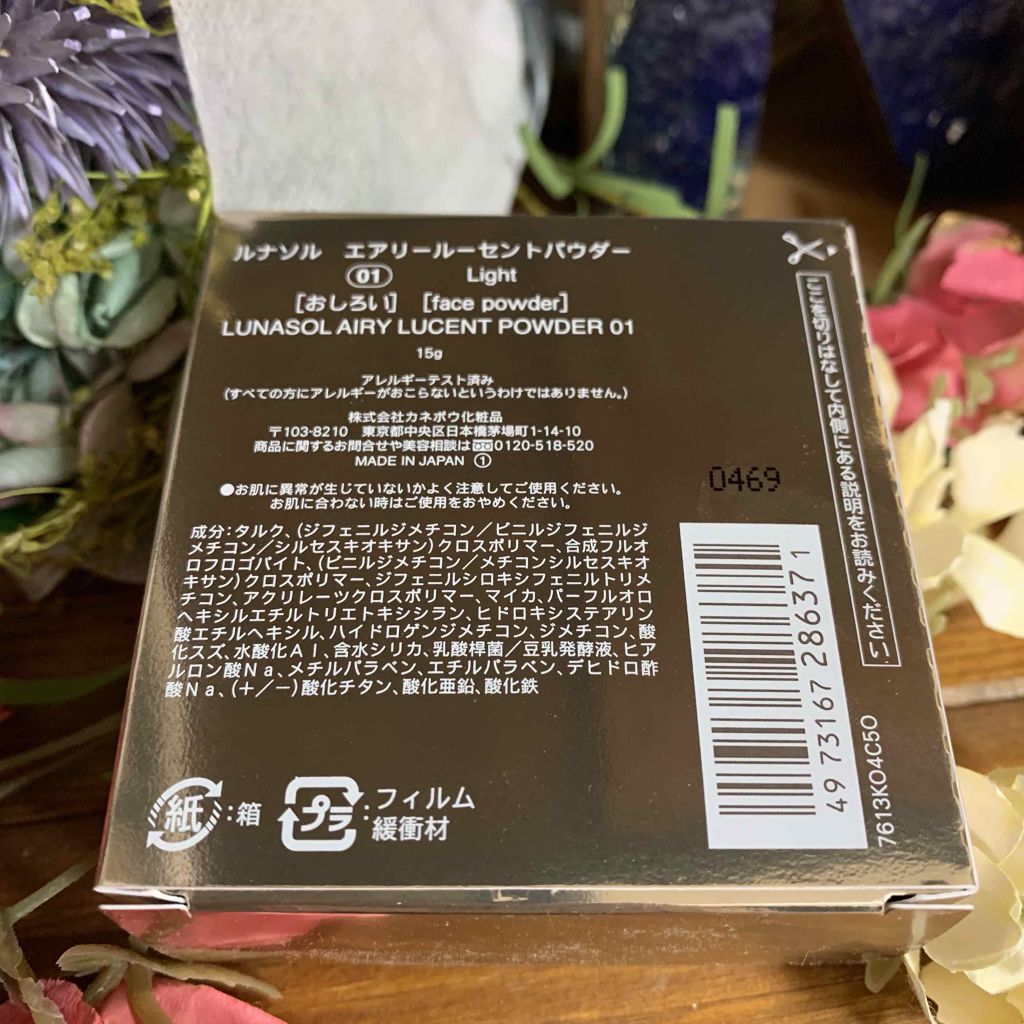 ルナソル エアリールーセントパウダー
01 Light
[おしろい] [face powder]
LUNASOL AIRY LUCENT POWDER 01
15g
アレルギーテスト済み
(すべての方にアレルギーがおこらないというわけではありません。)
株式会社カネボウ化粧品
〒103-8210 東京都中央区日本橋茅場町1-14-10
商品に関するお問合せや美容相談は 0120-518-520
MADE IN JAPAN ①
●お肌に異常が生じていないかよく注意してご使用ください。
お肌に合わない時はご使用をおやめください。
成分:タルク、(ジフェニルジメチコン/ビニルジフェニルジ
メチコン/シルセスキオキサン)クロスポリマー、合成フルオ
ロフロゴパイト、(ビニルジメチコン/メチコンシルセスキオ
キサン)クロスポリマー、ジフェニルシロキシフェニルトリメ
チコン、アクリレーツクロスポリマー、マイカ、パーフルオロ
ヘキシルエチルトリエトキシシラン、ヒドロキシステアリン
酸エチルヘキシル、ハイドロゲンジメチコン、ジメチコン、酸
化スズ、水酸化Al、含水シリカ、乳酸桿菌/豆乳発酵液、ヒア
ルロン酸Na、メチルパラベン、エチルパラベン、デヒドロ酢
酸Na、(+/-)酸化チタン、酸化亜鉛、酸化鉄
紙:箱
プラ:フィルム
緩衝材
0469
ここを切りはなして内側にある説明をお読みください
4973167286371
7613KO4C5O